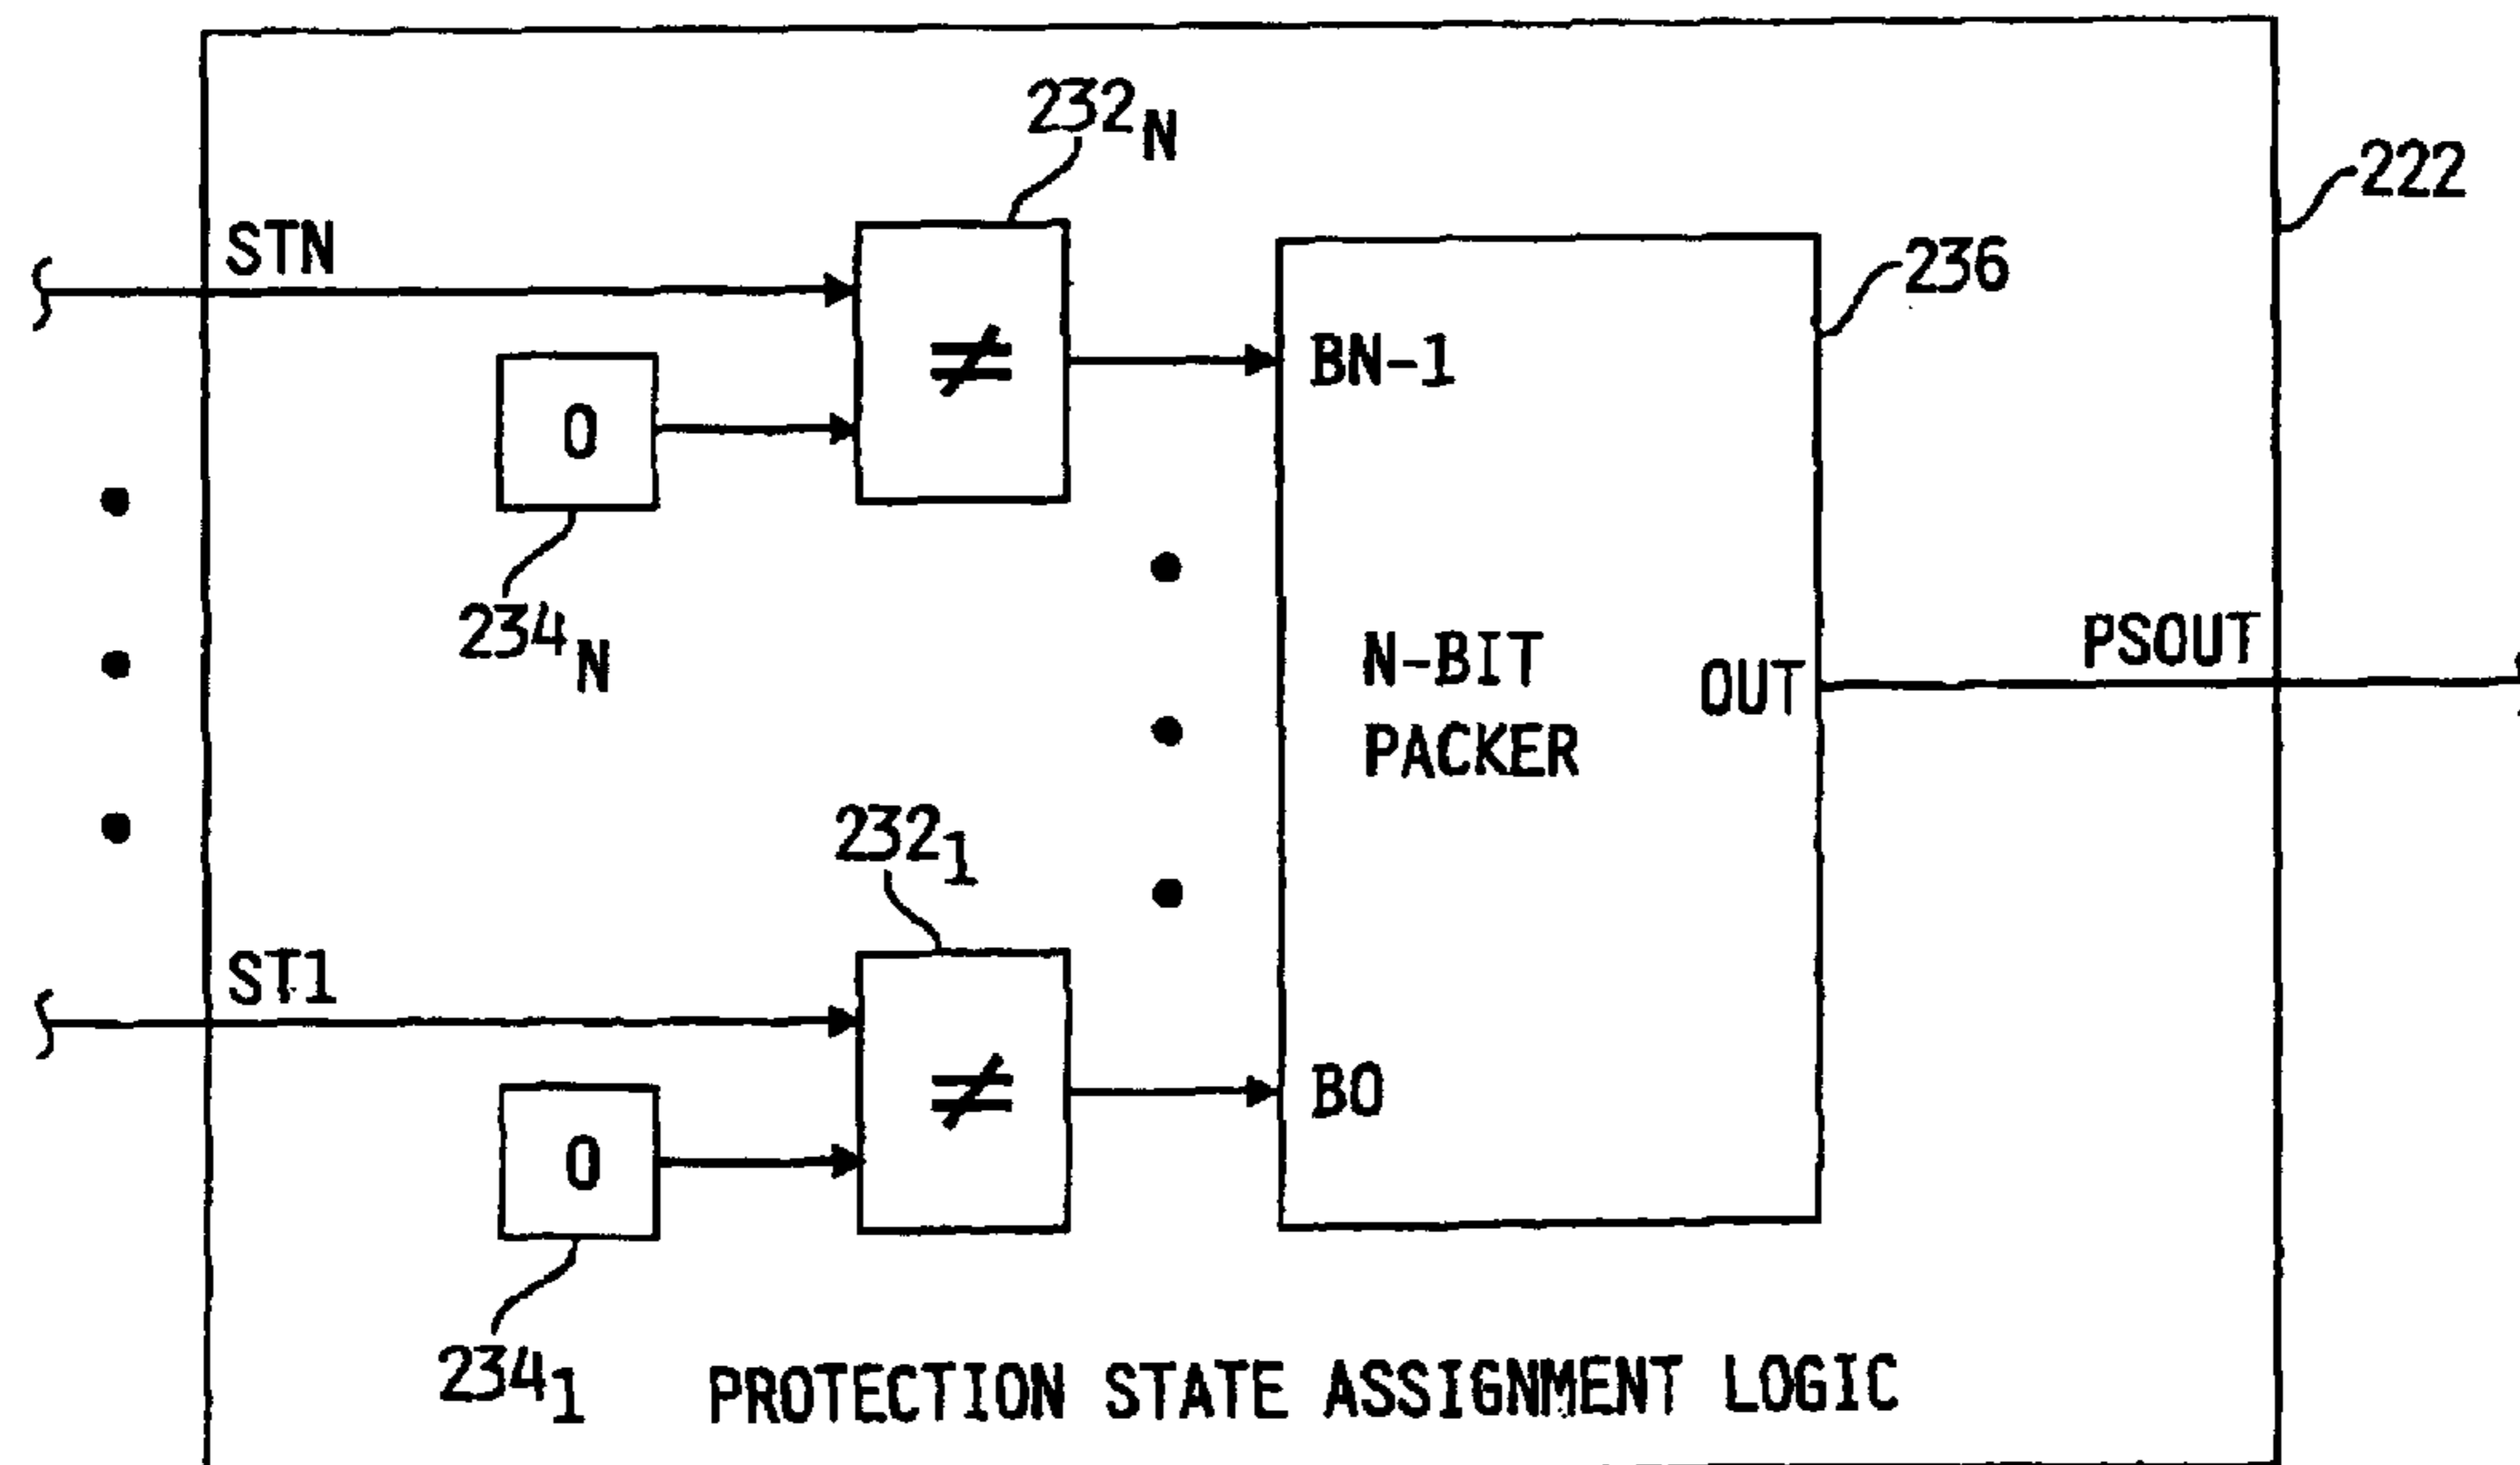 232N
222
STN
236
≠
BN-1
0
234N
N-BIT
PACKER
OUT
PSOUT
2321
ST1
≠
B0
0
2341
PROTECTION STATE ASSIGNMENT LOGIC